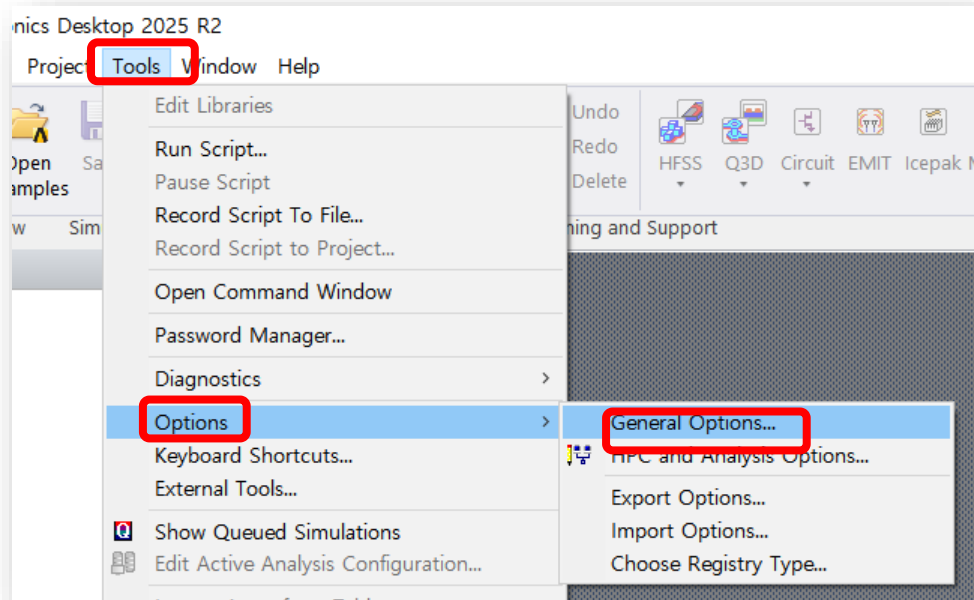 nics Desktop 2025 R2
Project Tools Window Help
Edit Libraries
Run Script...
Pause Script
Record Script To File...
Record Script to Project...
Open Command Window
Password Manager...
Diagnostics
Options
Keyboard Shortcuts...
External Tools...
Show Queued Simulations
Edit Active Analysis Configuration...
Open
amples
Sa
w Sim
Undo
Redo
Delete
HFSS Q3D Circuit EMIT Icepak M
ning and Support
General Options...
HPC and Analysis Options...
Export Options...
Import Options...
Choose Registry Type...